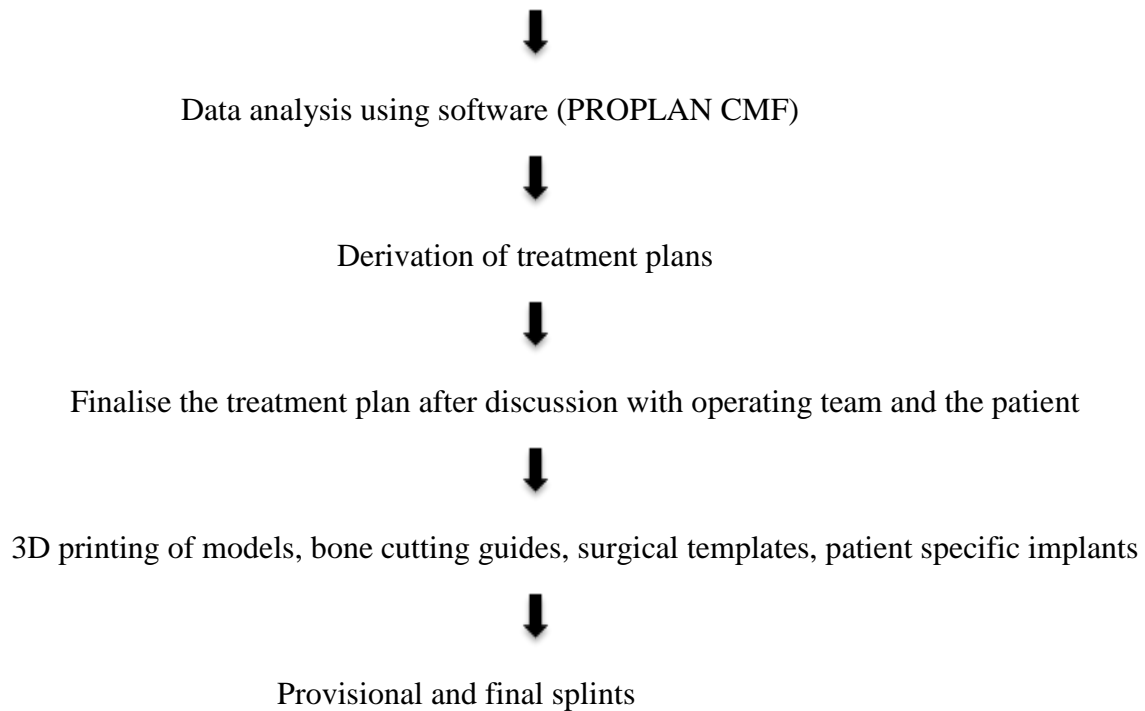 Data analysis using software (PROPLAN CMF)
Derivation of treatment plans
Finalise the treatment plan after discussion with operating team and the patient
3D printing of models, bone cutting guides, surgical templates, patient specific implants
Provisional and final splints